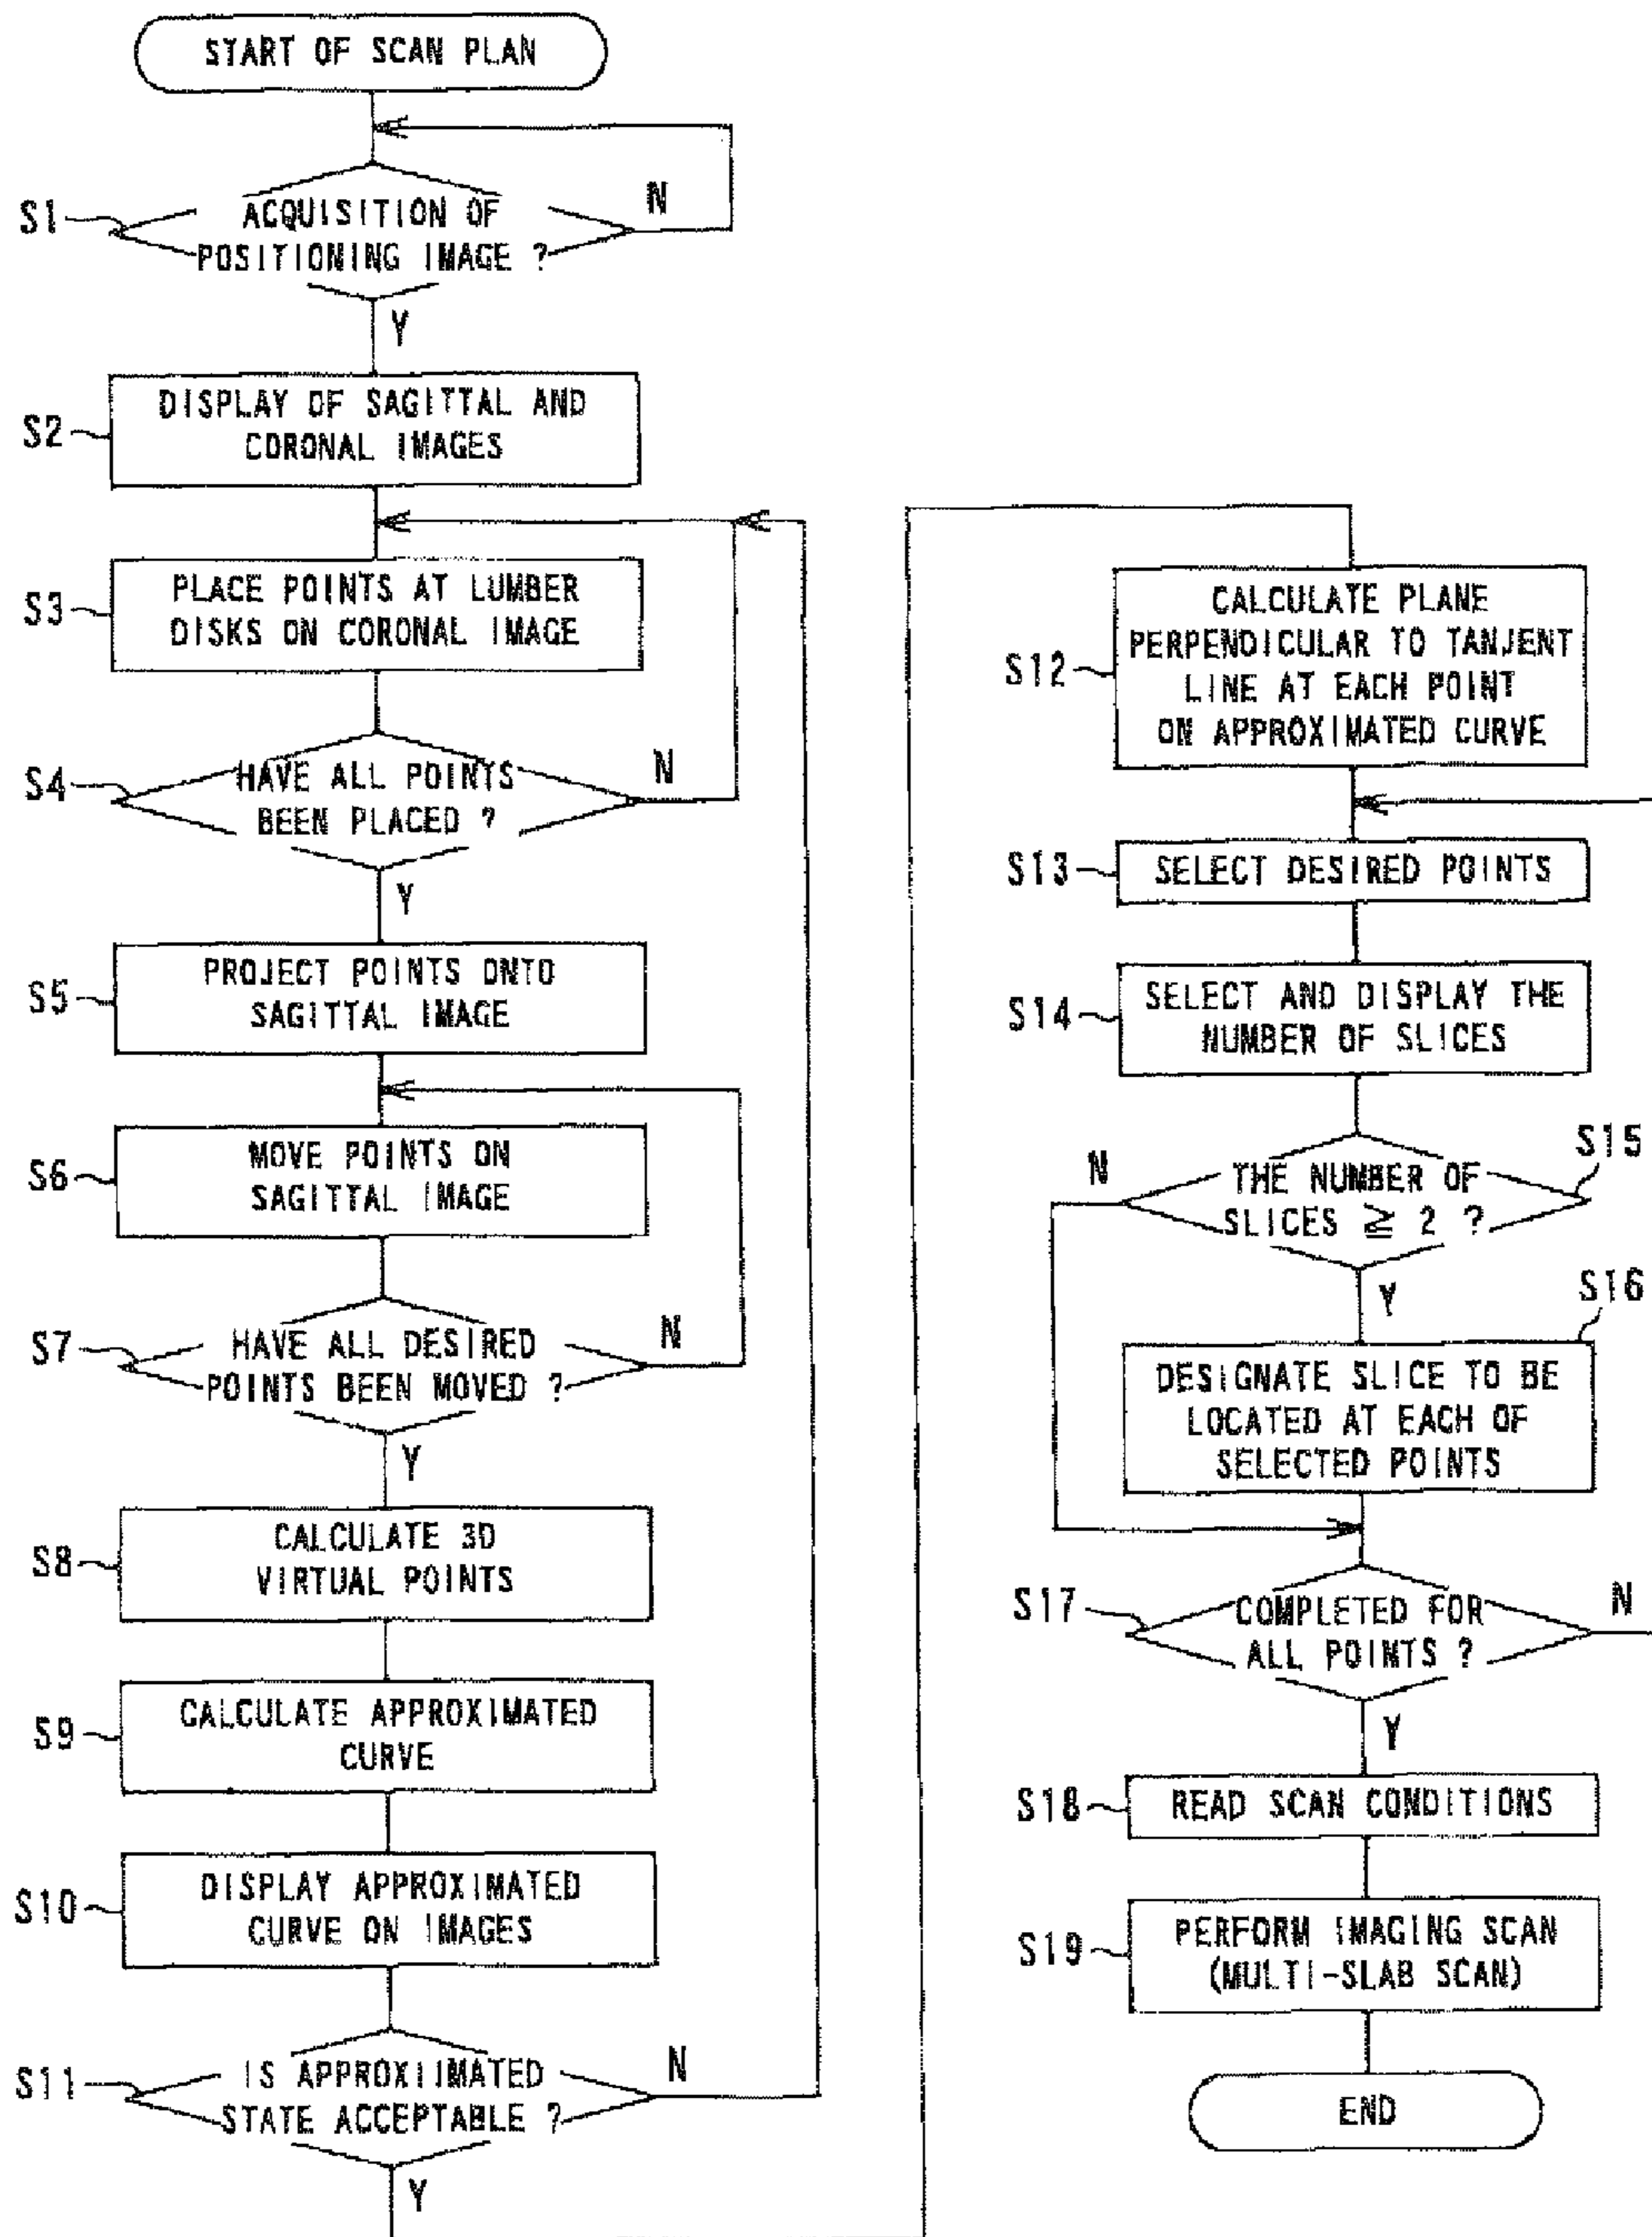 START OF SCAN PLAN
S1
ACQUISITION OF
POSITIONING IMAGE ?
N
Y
S2
DISPLAY OF SAGITTAL AND
CORONAL IMAGES
S3
PLACE POINTS AT LUMBER
DISKS ON CORONAL IMAGE
S4
HAVE ALL POINTS
BEEN PLACED ?
N
Y
S5
PROJECT POINTS ONTO
SAGITTAL IMAGE
S6
MOVE POINTS ON
SAGITTAL IMAGE
S7
HAVE ALL DESIRED
POINTS BEEN MOVED ?
N
Y
S8
CALCULATE 3D
VIRTUAL POINTS
S9
CALCULATE APPROXIMATED
CURVE
S10
DISPLAY APPROXIMATED
CURVE ON IMAGES
S11
IS APPROXIIMATED
STATE ACCEPTABLE ?
N
Y
S12
CALCULATE PLANE
PERPENDICULAR TO TANJENT
LINE AT EACH POINT
ON APPROXIMATED CURVE
S13
SELECT DESIRED POINTS
S14
SELECT AND DISPLAY THE
NUMBER OF SLICES
S15
THE NUMBER OF
SLICES ≧ 2 ?
N
Y
S16
DESIGNATE SLICE TO BE
LOCATED AT EACH OF
SELECTED POINTS
S17
COMPLETED FOR
ALL POINTS ?
N
Y
S18
READ SCAN CONDITIONS
S19
PERFORM IMAGING SCAN
(MULTI-SLAB SCAN)
END